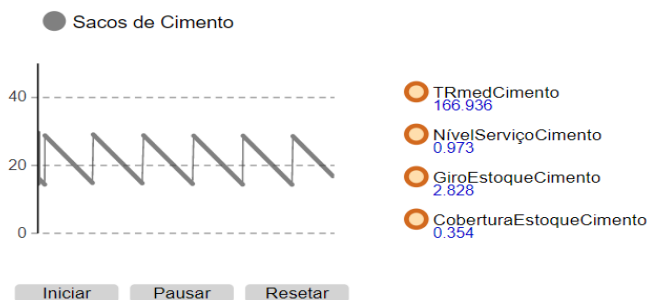 Sacos de Cimento
40
20
0
TRmedCimento
166.936
NívelServiçoCimento
0.973
GiroEstoqueCimento
2.828
CoberturaEstoqueCimento
0.354
Iniciar
Pausar
Resetar